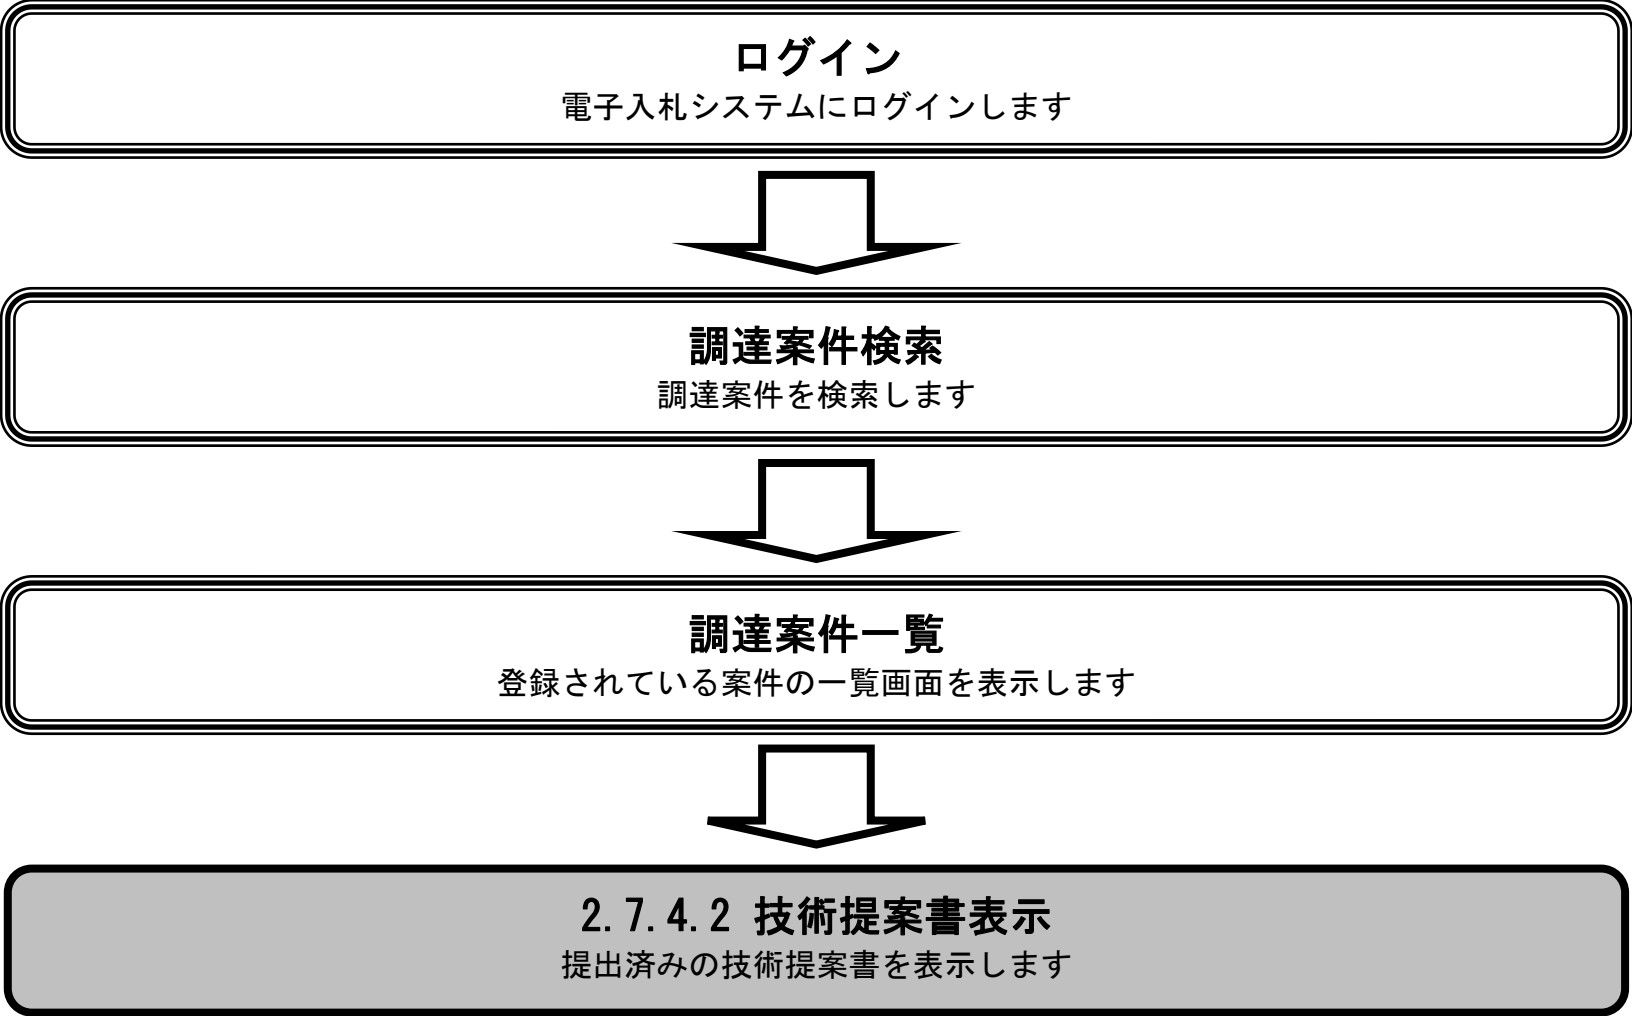 ログイン
電子入札システムにログインします
調達案件検索
調達案件を検索します
調達案件一覧
登録されている案件の一覧画面を表示します
2.7.4.2 技術提案書表示
提出済みの技術提案書を表示します